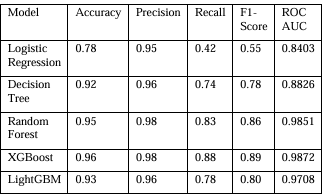 Model Accuracy Precision Recall F1- ROC
Score AUC
Logistic 0.78 0.95 0.42 0.55 0.8403
Regression
Decision 0.92 0.96 0.74 0.78 0.8826
Tree
Random 0.95 0.98 0.83 0.86 0.9851
Forest
XGBoost 0.96 0.98 0.88 0.89 0.9872
LightGBM 0.93 0.96 0.78 0.80 0.9708